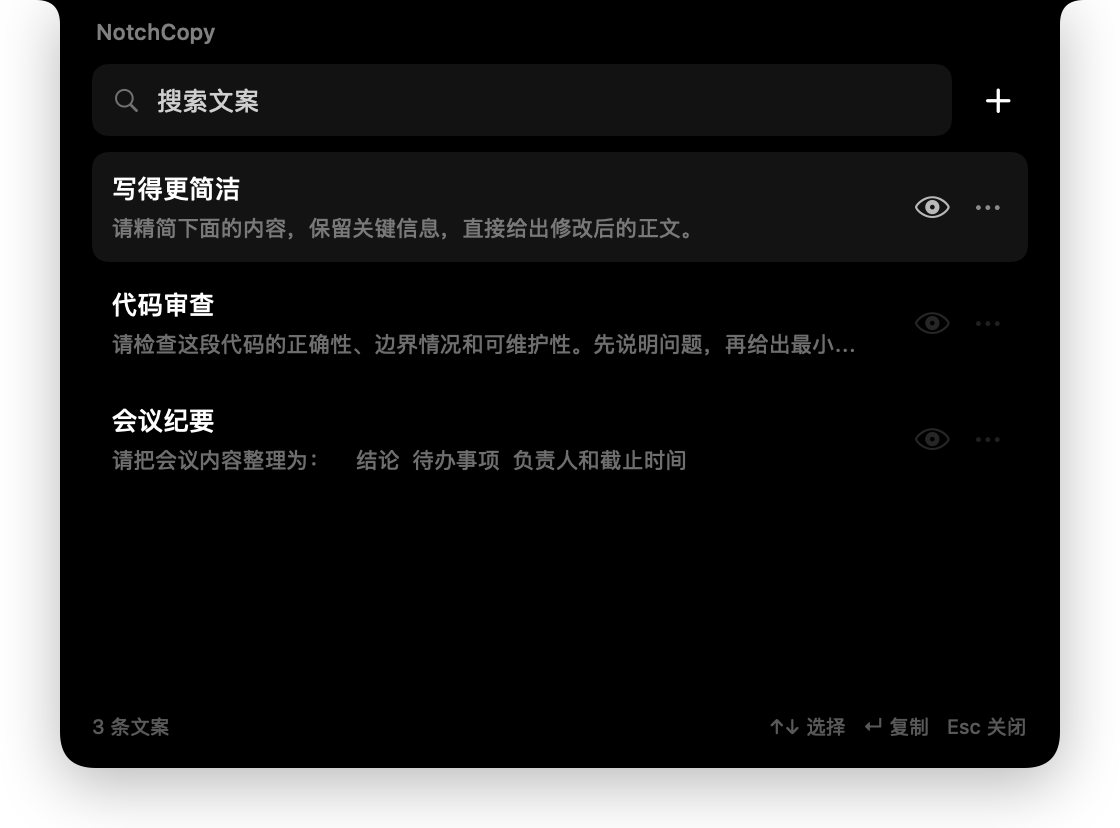 NotchCopy
搜索文案
写得更简洁
请精简下面的内容，保留关键信息，直接给出修改后的正文。
代码审查
请检查这段代码的正确性、边界情况和可维护性。先说明问题，再给出最小...
会议纪要
请把会议内容整理为： 结论 待办事项 负责人和截止时间
3 条文案
↑↓ 选择 ↵ 复制 Esc 关闭